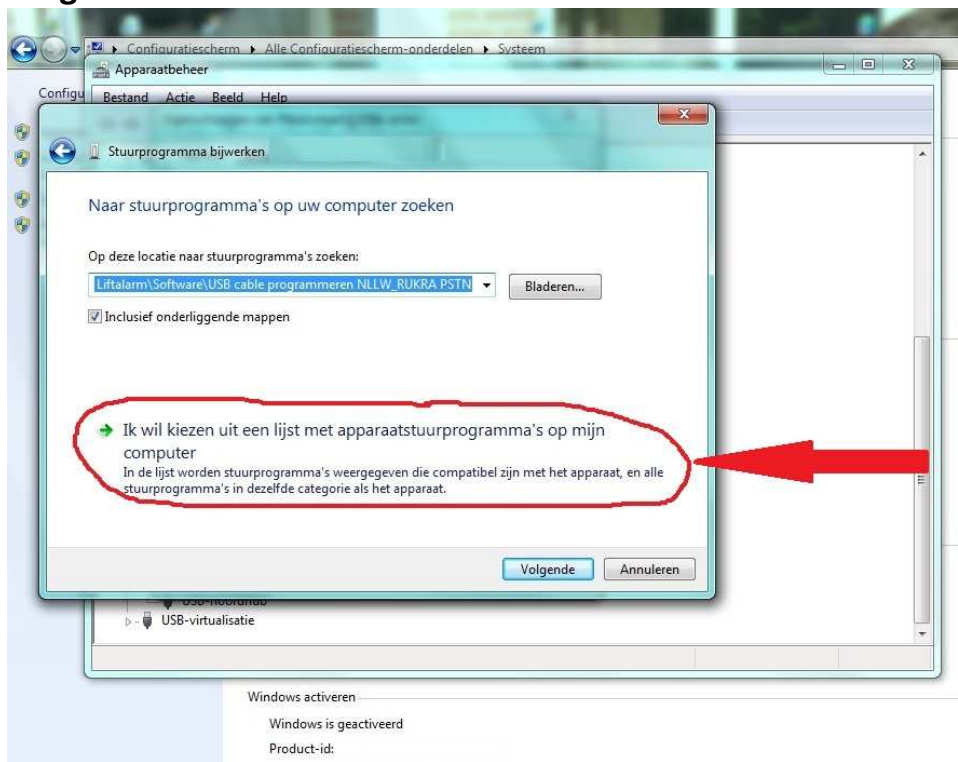 Configuratiescherm ▸ Alle Configuratiescherm-onderdelen ▸ Systeem
Apparaatbeheer
Configu
Bestand Actie Beeld Help
Stuurprogramma bijwerken
Naar stuurprogramma's op uw computer zoeken
Op deze locatie naar stuurprogramma's zoeken:
Liftalarm\Software\USB cable programmeren NLLW_RUKRA PSTN
Bladeren...
Inclusief onderliggende mappen
Ik wil kiezen uit een lijst met apparaatstuurprogramma's op mijn
computer
In de lijst worden stuurprogramma's weergegeven die compatibel zijn met het apparaat, en alle
stuurprogramma's in dezelfde categorie als het apparaat.
Volgende Annuleren
USB-hoofdhub
USB-virtualisatie
Windows activeren
Windows is geactiveerd
Product-id: